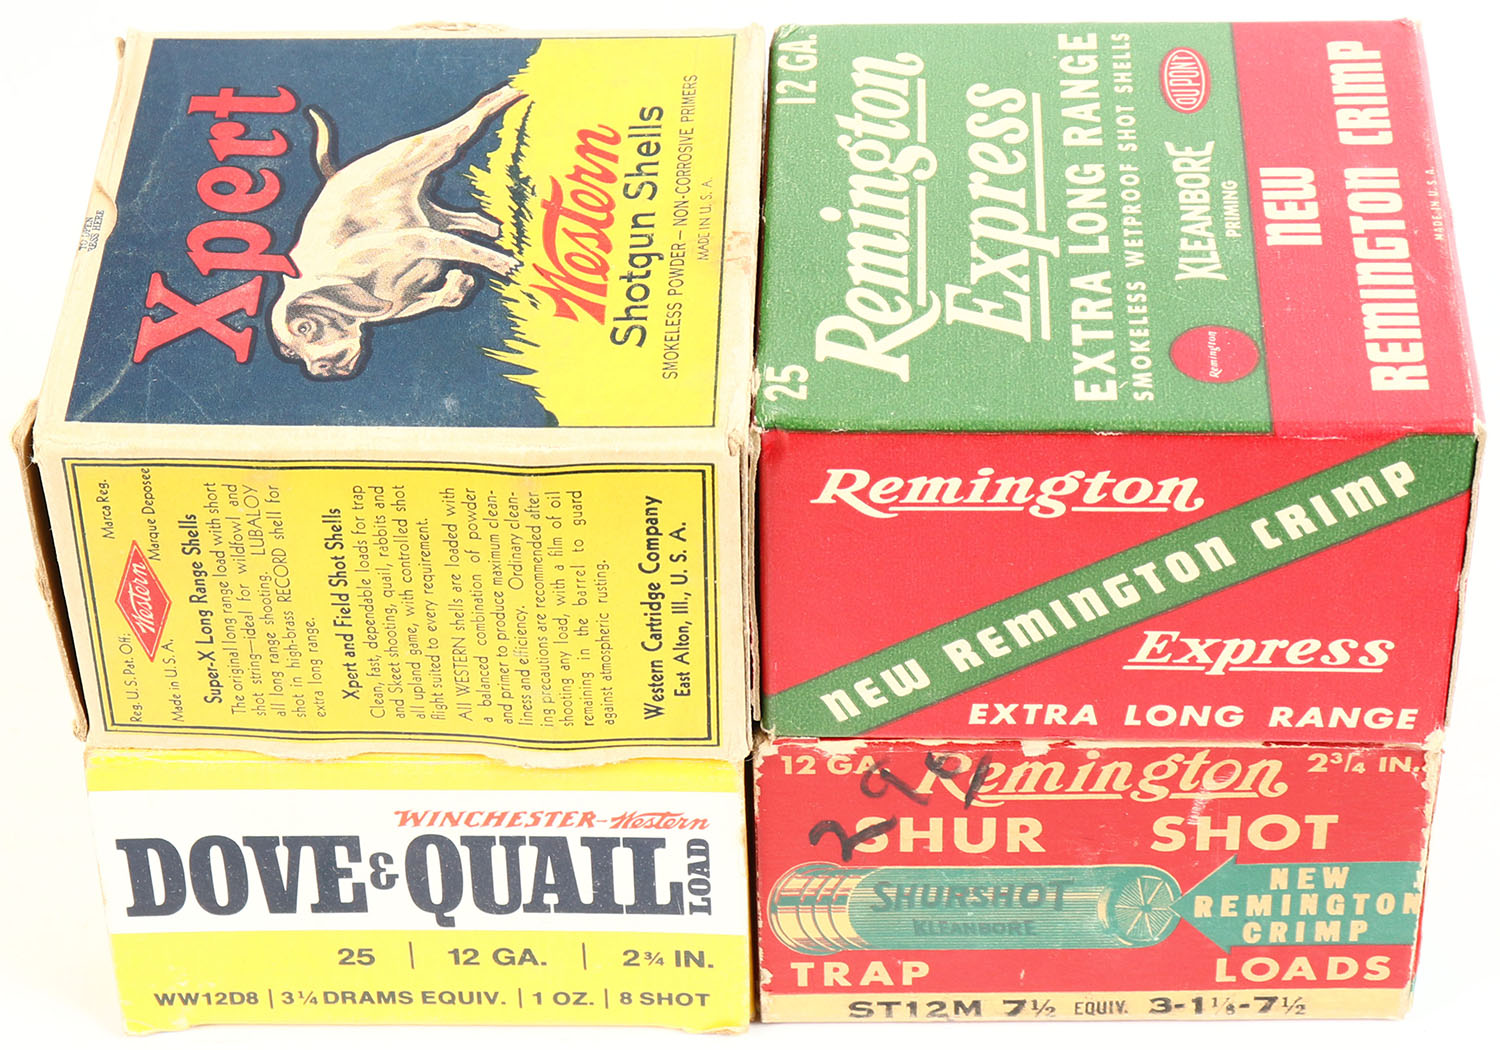 Xpert
TO OPEN
PRESS HERE
Western
Shotgun Shells
SMOKELESS POWDER—NON-CORROSIVE PRIMERS
MADE IN U. S. A.
Reg. U. S. Pat. Off.
Marca Reg.
Western
Made in U. S. A.
Marque Deposee
Super-X Long Range Shells
The original long range load with short
shot string—ideal for wildfowl and
all long range shooting. LUBALOY
shot in high-brass RECORD shell for
extra long range.
Xpert and Field Shot Shells
Clean, fast, dependable loads for trap
and Skeet shooting, quail, rabbits and
all upland game, with controlled shot
flight suited to every requirement.
All WESTERN shells are loaded with
a balanced combination of powder
and primer to produce maximum clean-
liness and efficiency. Ordinary clean-
ing precautions are recommended after
shooting any load, with a film of oil
remaining in the barrel to guard
against atmospheric rusting.
Western Cartridge Company
East Alton, Ill., U. S. A.
25
12 GA.
Remington
Express
EXTRA LONG RANGE
SMOKELESS WETPROOF SHOT SHELLS
Remington
KLEANBORE
PRIMING
DUPONT
NEW
REMINGTON CRIMP
MADE IN U.S.A.
Remington
NEW REMINGTON CRIMP
Express
EXTRA LONG RANGE
WINCHESTER-Western
DOVE & QUAIL LOAD
25 | 12 GA. | 2¾ IN.
WW12D8 | 3¼ DRAMS EQUIV. | 1 OZ. | 8 SHOT
12 GA. Remington 2¾ IN.
299
SHUR SHOT
SHURSHOT
KLEANBORE
NEW
REMINGTON
CRIMP
TRAP LOADS
ST12M 7½ EQUIV. 3-1⅛-7½